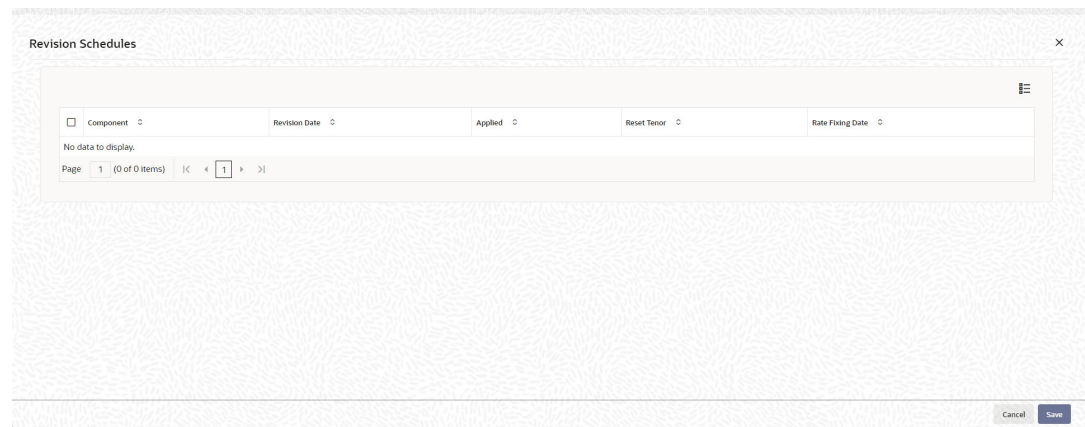 Revision Schedules
Component Revision Date Applied Reset Tenor Rate Fixing Date
No data to display.
Page 1 (0 of 0 items) 1
Cancel Save